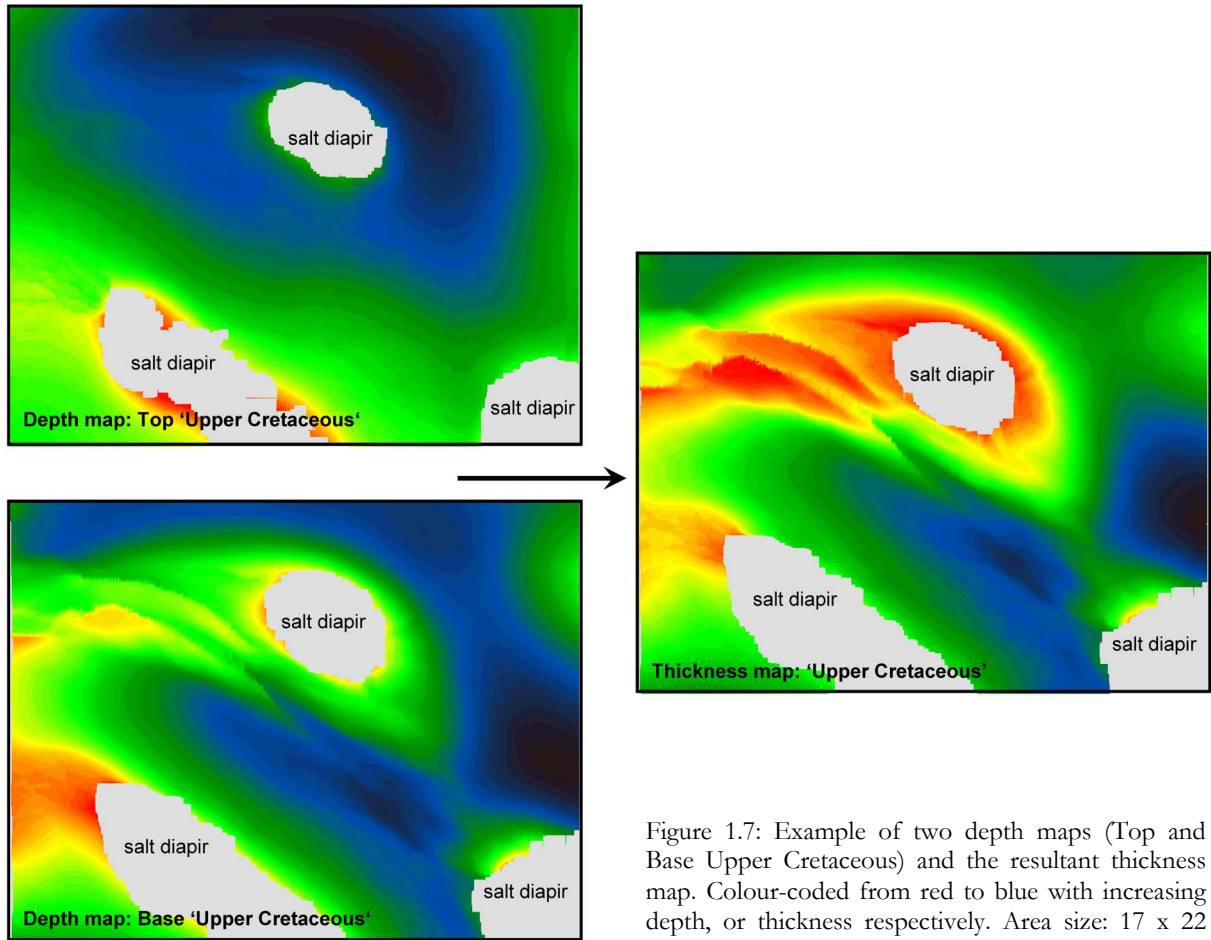 salt diapir
salt diapir
salt diapir
Depth map: Top ‘Upper Cretaceous‘
salt diapir
salt diapir
salt diapir
Depth map: Base ‘Upper Cretaceous‘
salt diapir
salt diapir
salt diapir
Thickness map: ‘Upper Cretaceous’
Figure 1.7: Example of two depth maps (Top and
Base Upper Cretaceous) and the resultant thickness
map. Colour-coded from red to blue with increasing
depth, or thickness respectively. Area size: 17 x 22